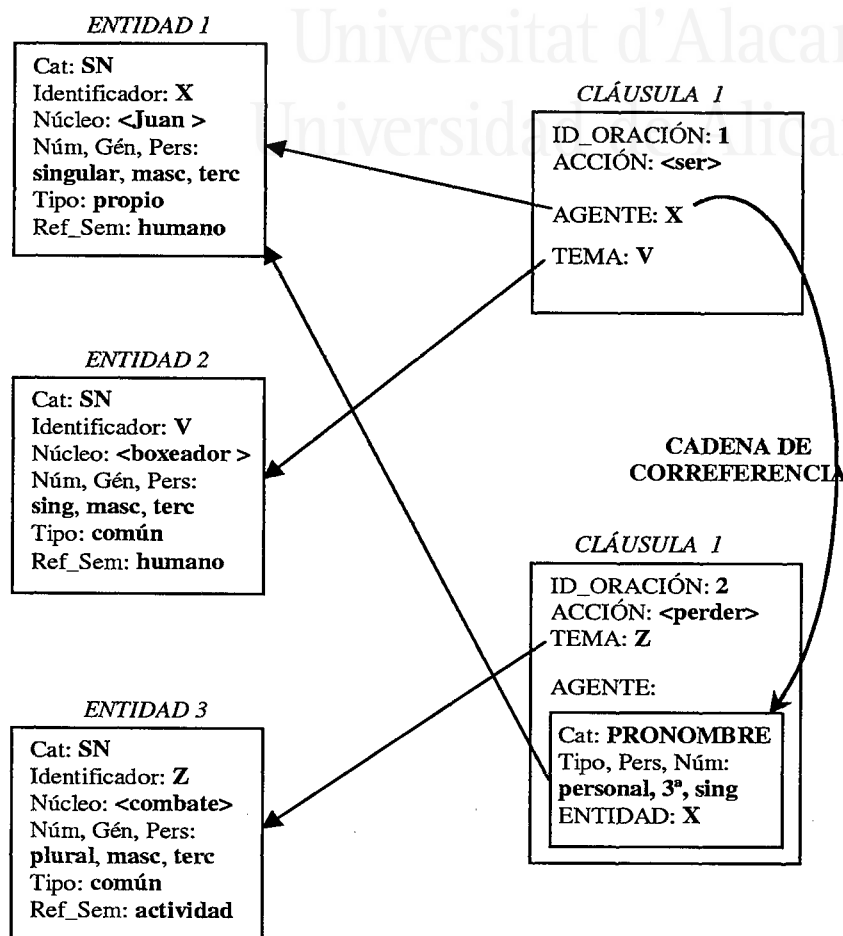 Universitat d'Alacan
Universidad de Alican
ENTIDAD 1
Cat: SN
Identificador: X
Núcleo: <Juan >
Núm, Gén, Pers:
singular, masc, terc
Tipo: propio
Ref_Sem: humano
CLÁUSULA 1
ID_ORACIÓN: 1
ACCIÓN: <ser>
AGENTE: X
TEMA: V
ENTIDAD 2
Cat: SN
Identificador: V
Núcleo: <boxeador >
Núm, Gén, Pers:
sing, masc, terc
Tipo: común
Ref_Sem: humano
CADENA DE
CORREFERENCIA
CLÁUSULA 1
ID_ORACIÓN: 2
ACCIÓN: <perder>
TEMA: Z
AGENTE:
Cat: PRONOMBRE
Tipo, Pers, Núm:
personal, 3ª, sing
ENTIDAD: X
ENTIDAD 3
Cat: SN
Identificador: Z
Núcleo: <combate>
Núm, Gén, Pers:
plural, masc, terc
Tipo: común
Ref_Sem: actividad